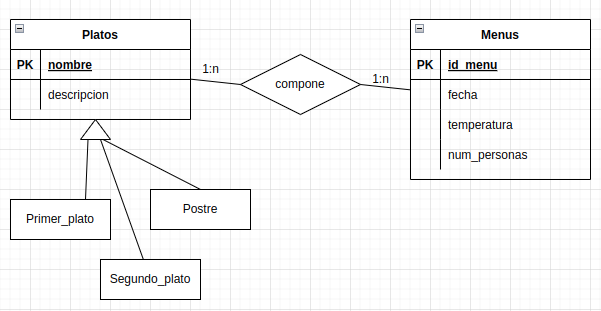 Platos
PK nombre
descripcion
1:n
compone
1:n
Menus
PK id_menu
fecha
temperatura
num_personas
Primer_plato
Postre
Segundo_plato